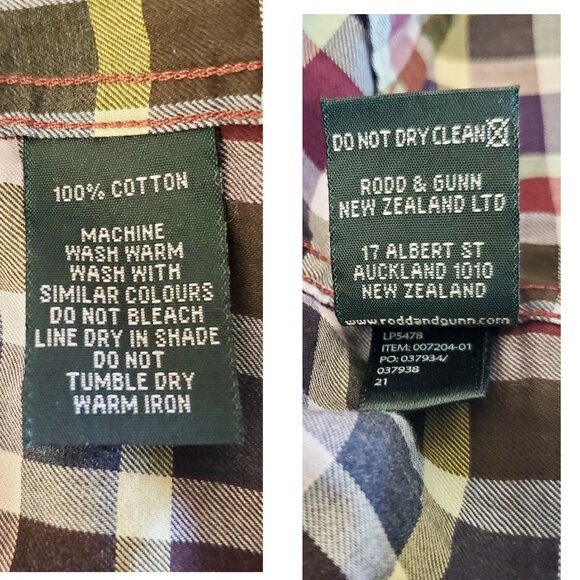 100% COTTON
MACHINE
WASH WARM
WASH WITH
SIMILAR COLOURS
DO NOT BLEACH
LINE DRY IN SHADE
DO NOT
TUMBLE DRY
WARM IRON
DO NOT DRY CLEAN
RODD & GUNN
NEW ZEALAND LTD
17 ALBERT ST
AUCKLAND 1010
NEW ZEALAND
www.roddandgunn.com
LP5478
ITEM: 007204-01
PO: 037934/
037938
21